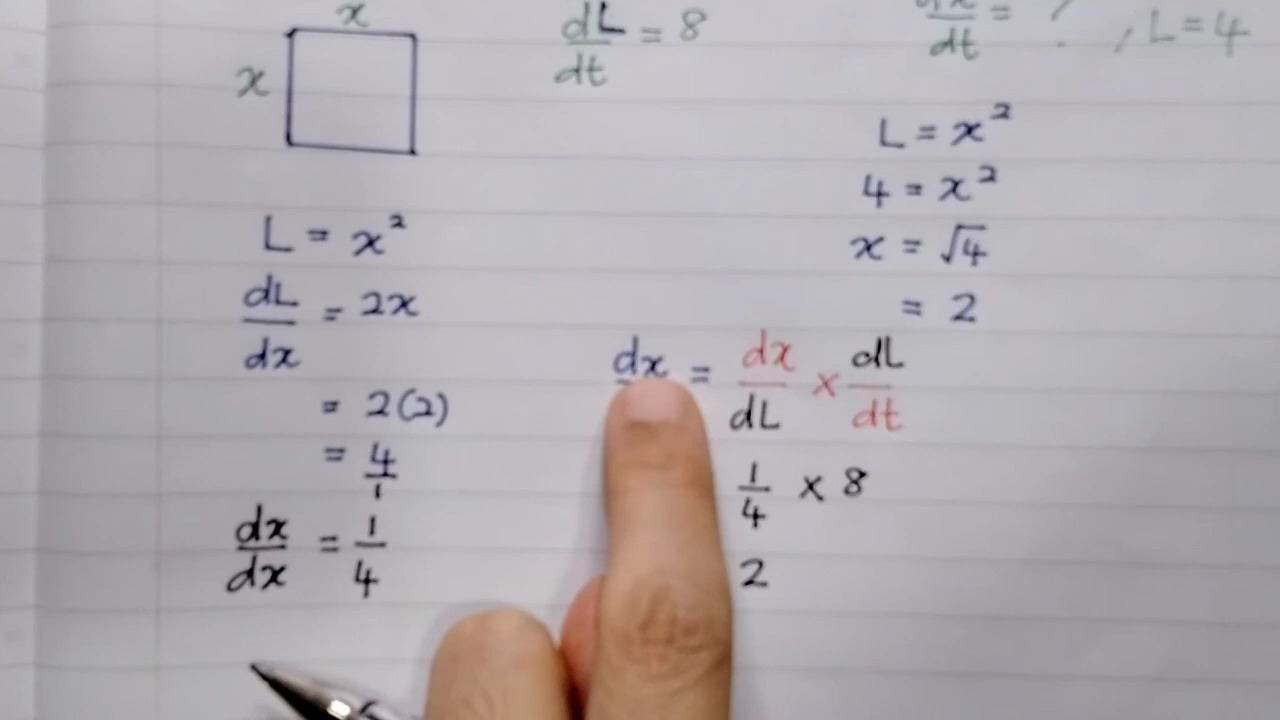 x
x
dL/dt = 8
dx/dt = ? , L = 4
L = x²
dL/dx = 2x
= 2(2)
= 4/1
dx/dx = 1/4
L = x²
4 = x²
x = √4
= 2
dx = dx/dL × dL/dt
1/4 × 8
2